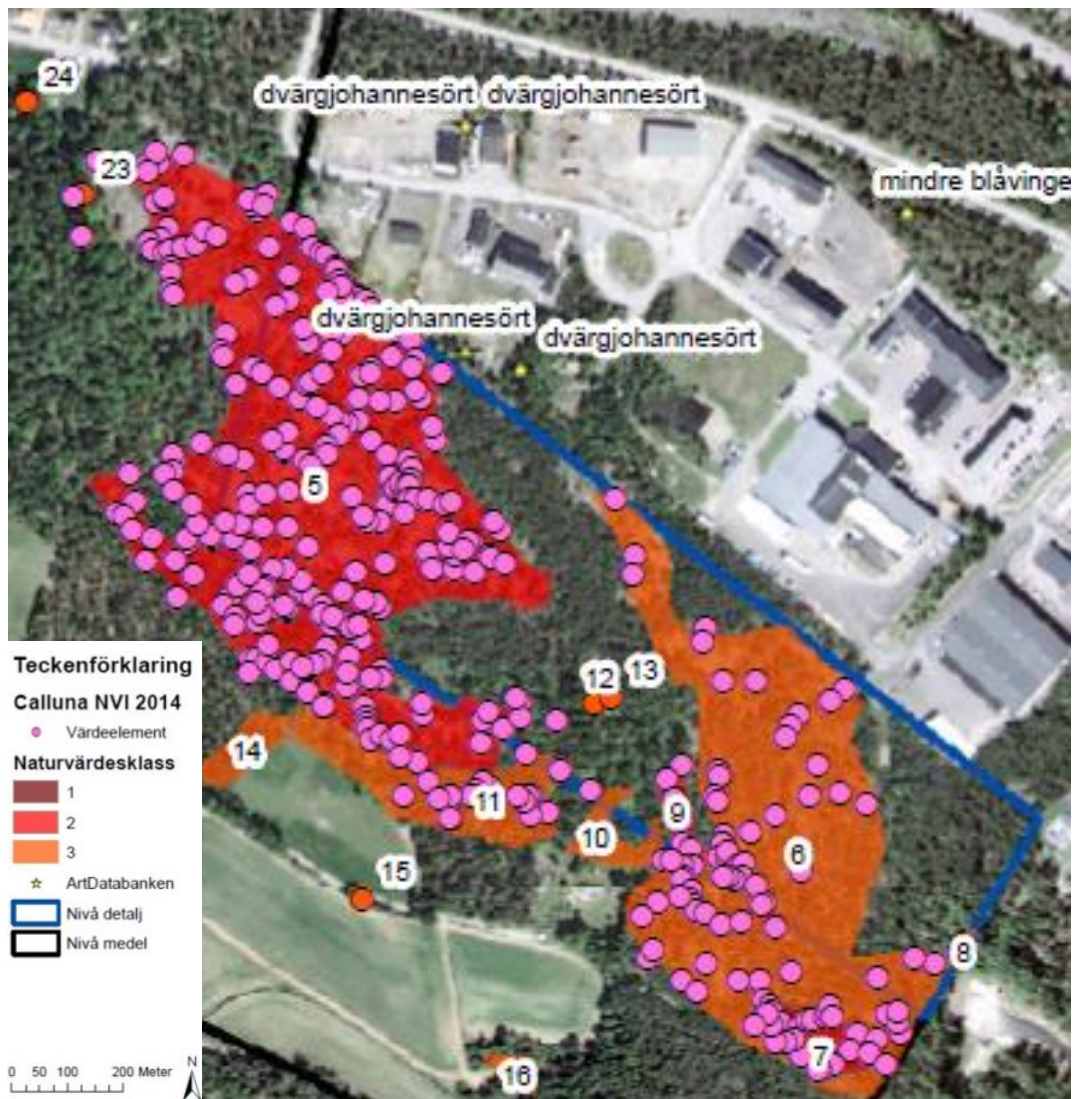 24
dvärgjohannesört dvärgjohannesört
23
mindre blåvinge
dvärgjohannesört
dvärgjohannesört
5
12
13
14
11
9
10
6
15
8
7
16
Teckenförklaring
Calluna NVI 2014
Värdeelement
Naturvärdesklass
1
2
3
ArtDatabanken
Nivå detalj
Nivå medel
0 50 100 200 Meter
N